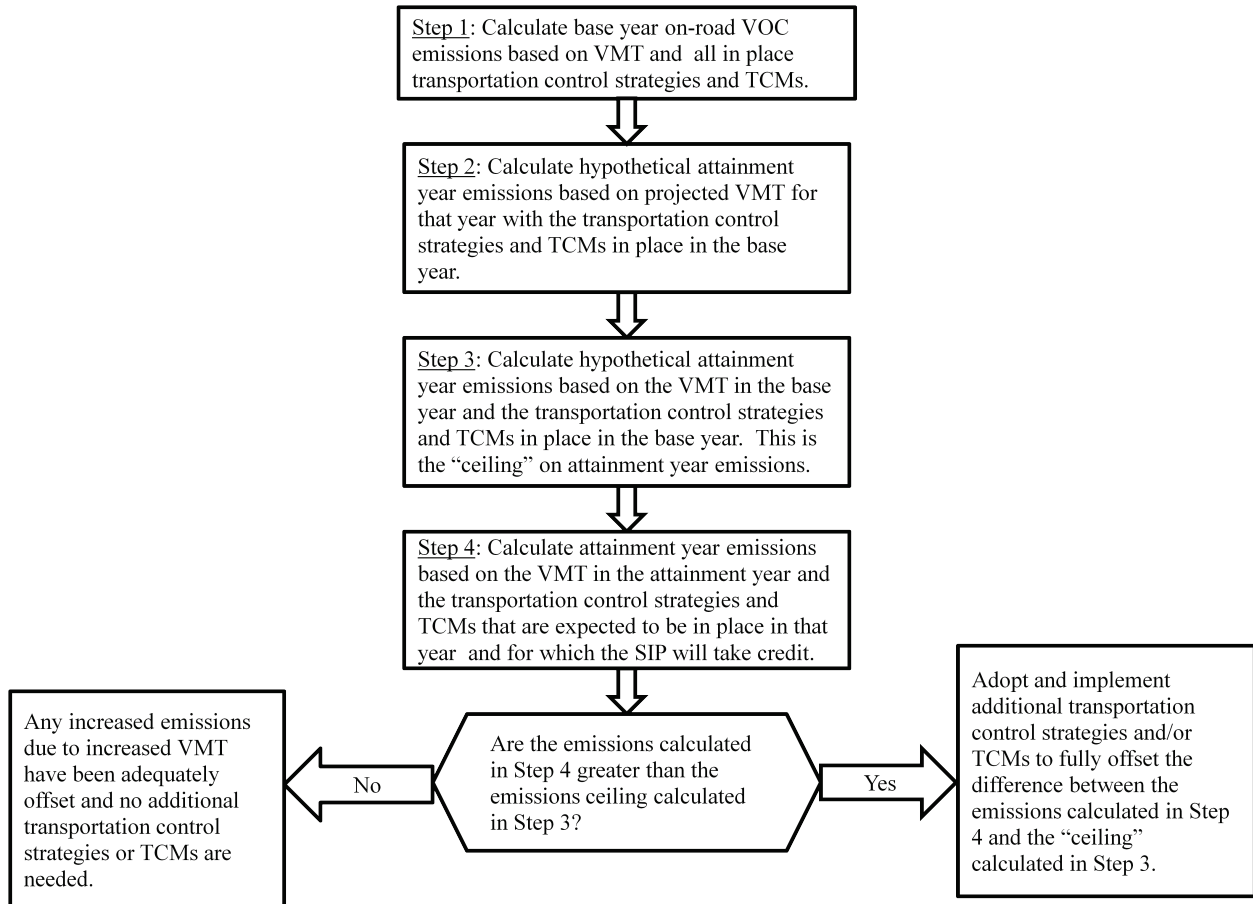 Step 1: Calculate base year on-road VOC
emissions based on VMT and all in place
transportation control strategies and TCMs.
Step 2: Calculate hypothetical attainment
year emissions based on projected VMT for
that year with the transportation control
strategies and TCMs in place in the base
year.
Step 3: Calculate hypothetical attainment
year emissions based on the VMT in the base
year and the transportation control strategies
and TCMs in place in the base year. This is
the “ceiling” on attainment year emissions.
Step 4: Calculate attainment year emissions
based on the VMT in the attainment year and
the transportation control strategies and
TCMs that are expected to be in place in that
year and for which the SIP will take credit.
Are the emissions calculated
in Step 4 greater than the
emissions ceiling calculated
in Step 3?
No
Any increased emissions
due to increased VMT
have been adequately
offset and no additional
transportation control
strategies or TCMs are
needed.
Yes
Adopt and implement
additional transportation
control strategies and/or
TCMs to fully offset the
difference between the
emissions calculated in Step
4 and the “ceiling”
calculated in Step 3.